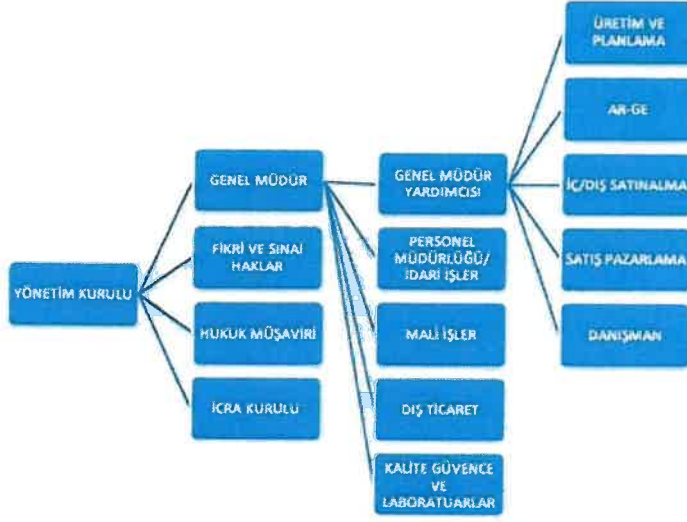 YÖNETİM KURULU
GENEL MÜDÜR
FİKRİ VE SINAİ
HAKLAR
HUKUK MÜŞAVİRİ
İCRA KURULU
GENEL MÜDÜR
YARDIMCISI
PERSONEL
MÜDÜRLÜĞÜ/
İDARİ İŞLER
MALİ İŞLER
DIŞ TİCARET
KALİTE GÜVENCE
VE
LABORATUARLAR
ÜRETİM VE
PLANLAMA
AR-GE
İÇ/DIŞ SATINALMA
SATIŞ PAZARLAMA
DANIŞMAN